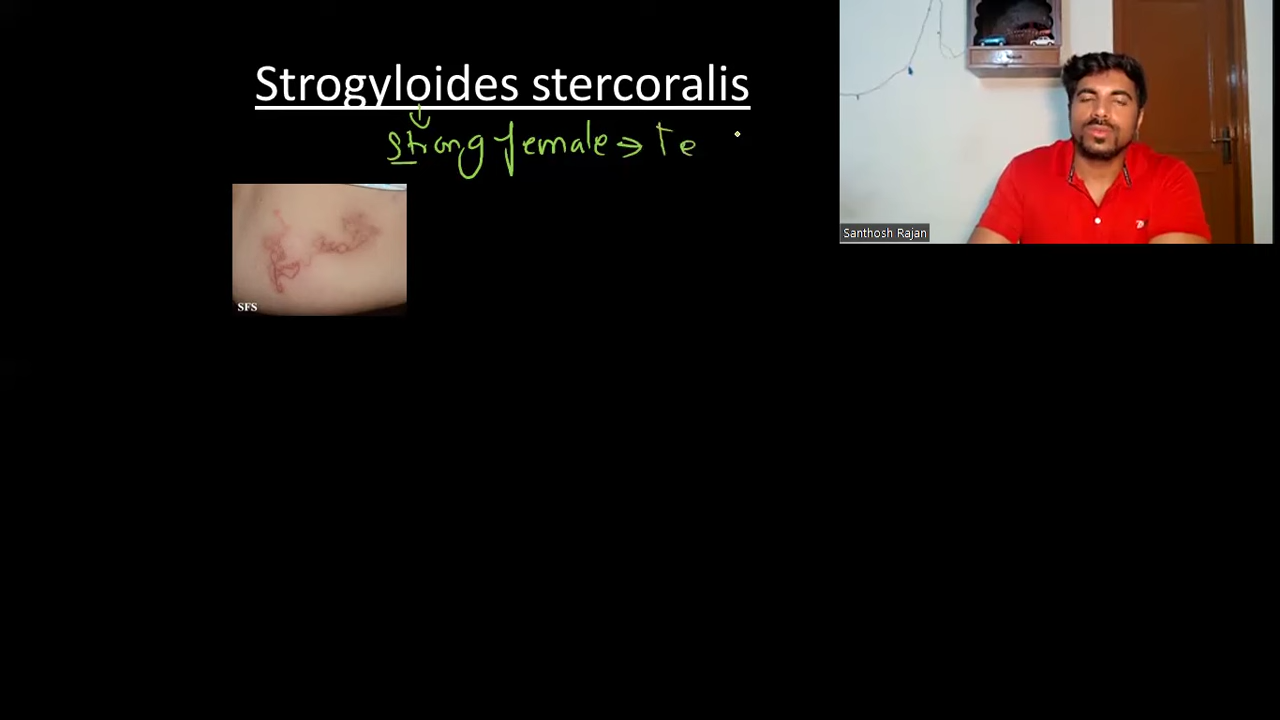 Strogyloides stercoralis
strong female → Te
SFS
Santhosh Rajan